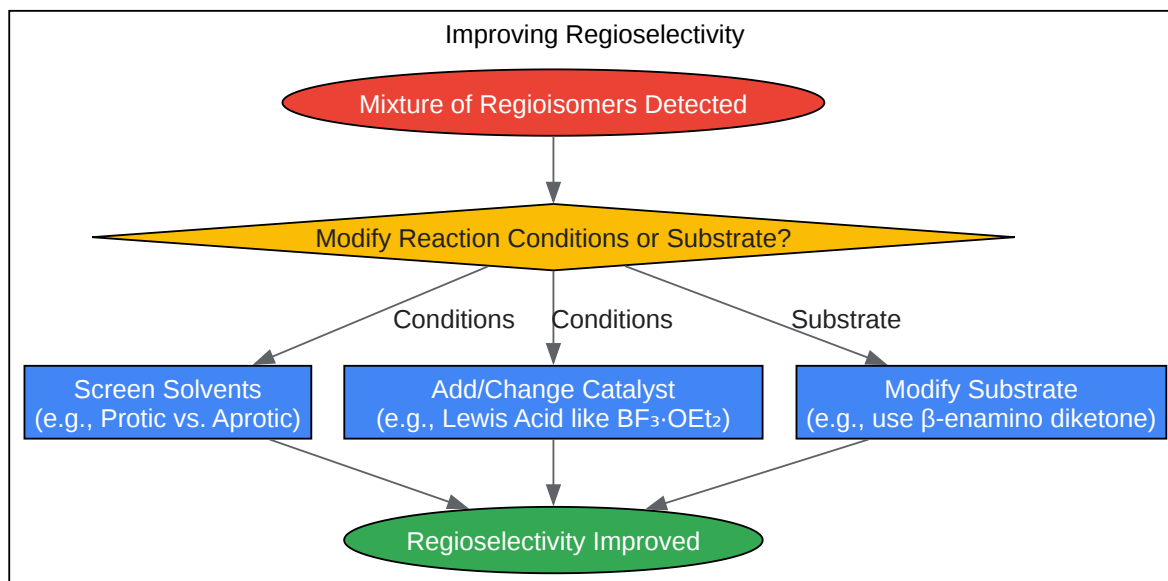 Improving Regioselectivity
Mixture of Regioisomers Detected
Modify Reaction Conditions or Substrate?
Conditions
Conditions
Substrate
Screen Solvents
(e.g., Protic vs. Aprotic)
Add/Change Catalyst
(e.g., Lewis Acid like BF₃·OEt₂)
Modify Substrate
(e.g., use β-enamino diketone)
Regioselectivity Improved